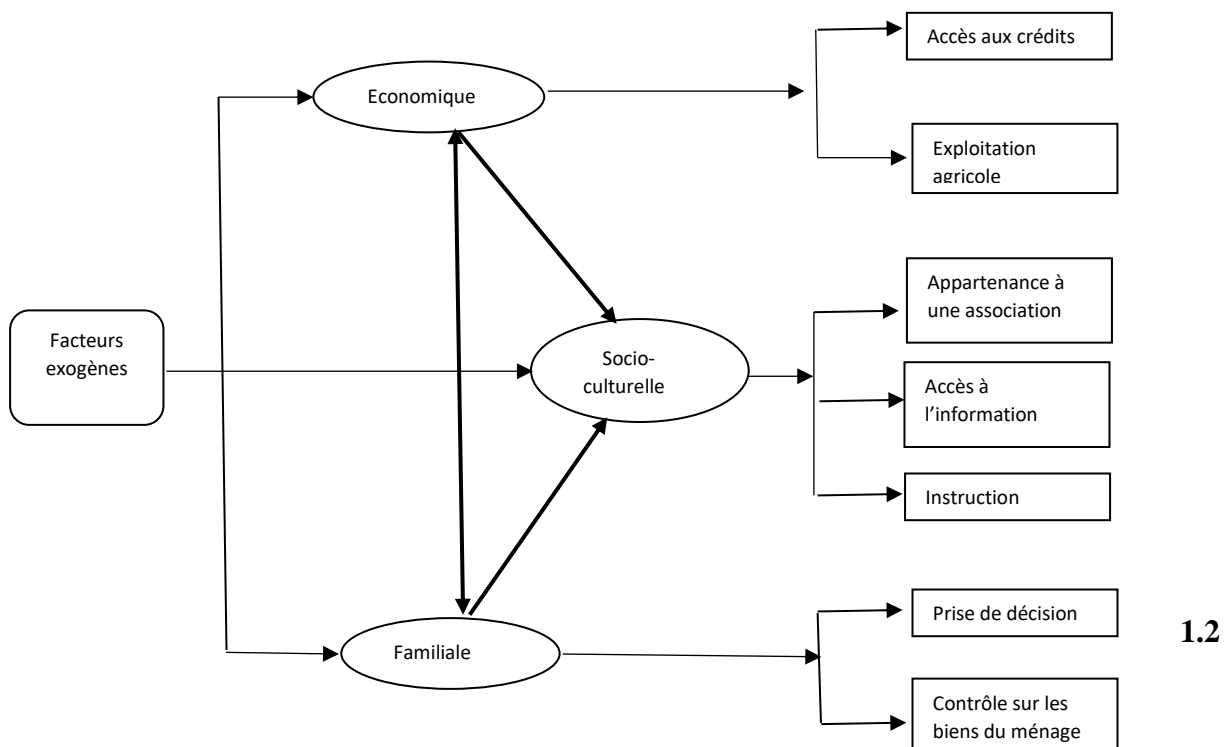 Accès aux crédits
Economique
Exploitation
agricole
Appartenance à
une association
Facteurs
exogènes
Socio-
culturelle
Accès à
l'information
Instruction
Prise de décision
1.2
Familiale
Contrôle sur les
biens du ménage